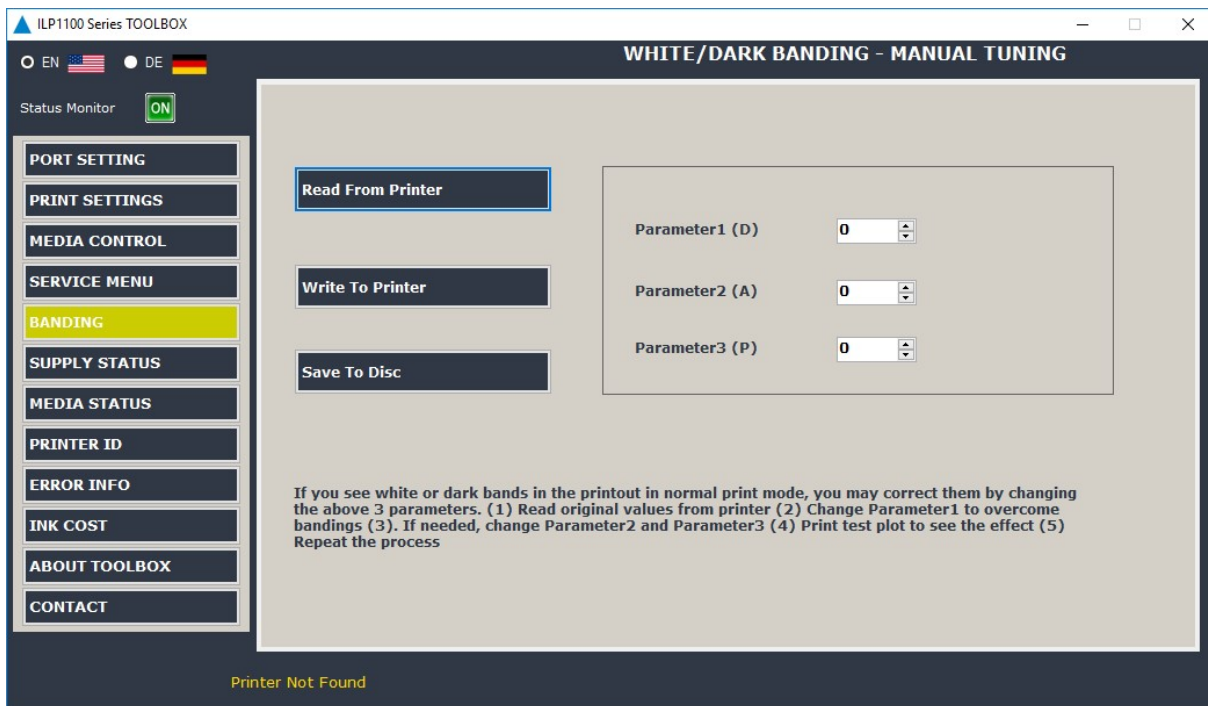 ILP1100 Series TOOLBOX
EN
DE
WHITE/DARK BANDING - MANUAL TUNING
Status Monitor
ON
PORT SETTING
PRINT SETTINGS
MEDIA CONTROL
SERVICE MENU
BANDING
SUPPLY STATUS
MEDIA STATUS
PRINTER ID
ERROR INFO
INK COST
ABOUT TOOLBOX
CONTACT
Read From Printer
Write To Printer
Save To Disc
Parameter1 (D) 0
Parameter2 (A) 0
Parameter3 (P) 0
If you see white or dark bands in the printout in normal print mode, you may correct them by changing
the above 3 parameters. (1) Read original values from printer (2) Change Parameter1 to overcome
bandings (3). If needed, change Parameter2 and Parameter3 (4) Print test plot to see the effect (5)
Repeat the process
Printer Not Found